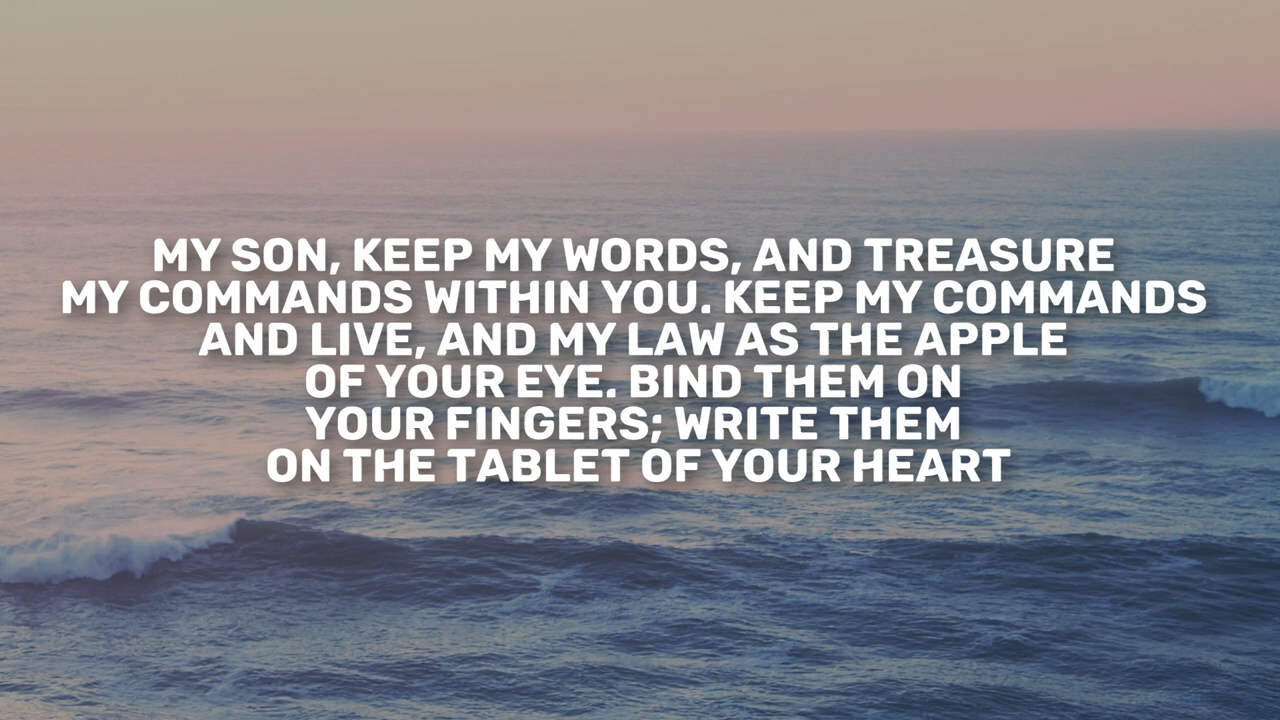 MY SON, KEEP MY WORDS, AND TREASURE
MY COMMANDS WITHIN YOU. KEEP MY COMMANDS
AND LIVE, AND MY LAW AS THE APPLE
OF YOUR EYE. BIND THEM ON
YOUR FINGERS; WRITE THEM
ON THE TABLET OF YOUR HEART